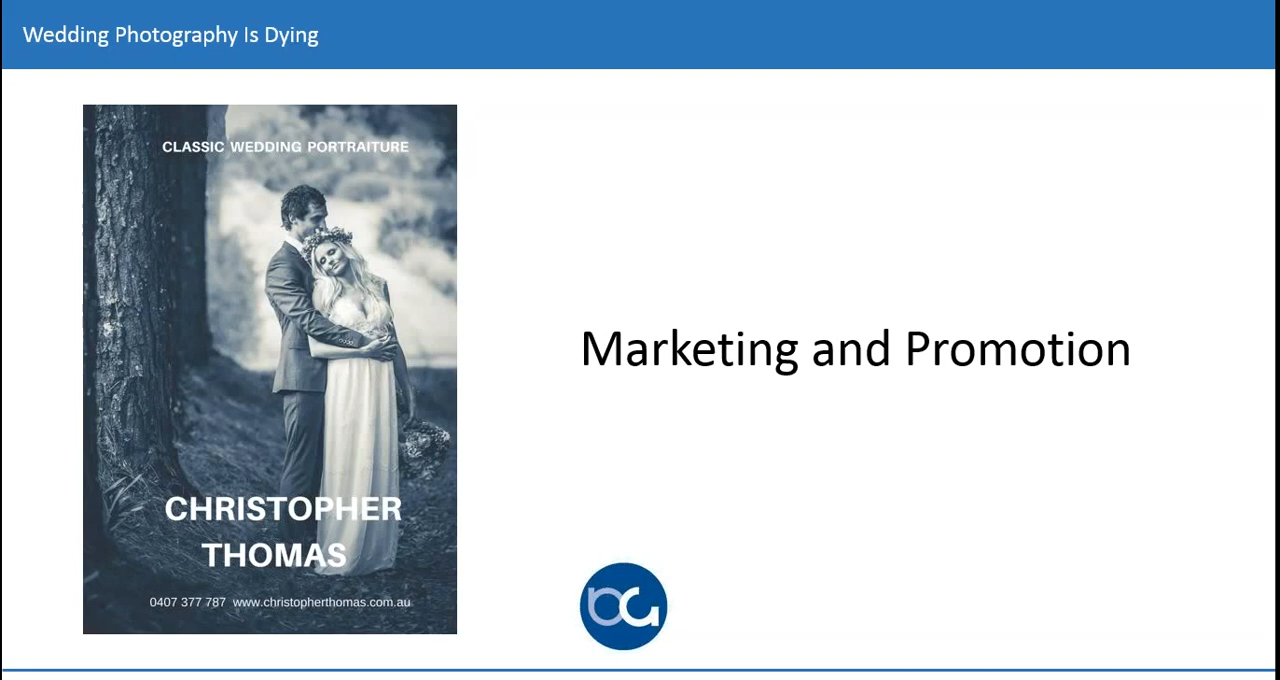 Wedding Photography Is Dying
CLASSIC WEDDING PORTRAITURE
CHRISTOPHER
THOMAS
0407 377 787 www.christopherthomas.com.au
Marketing and Promotion